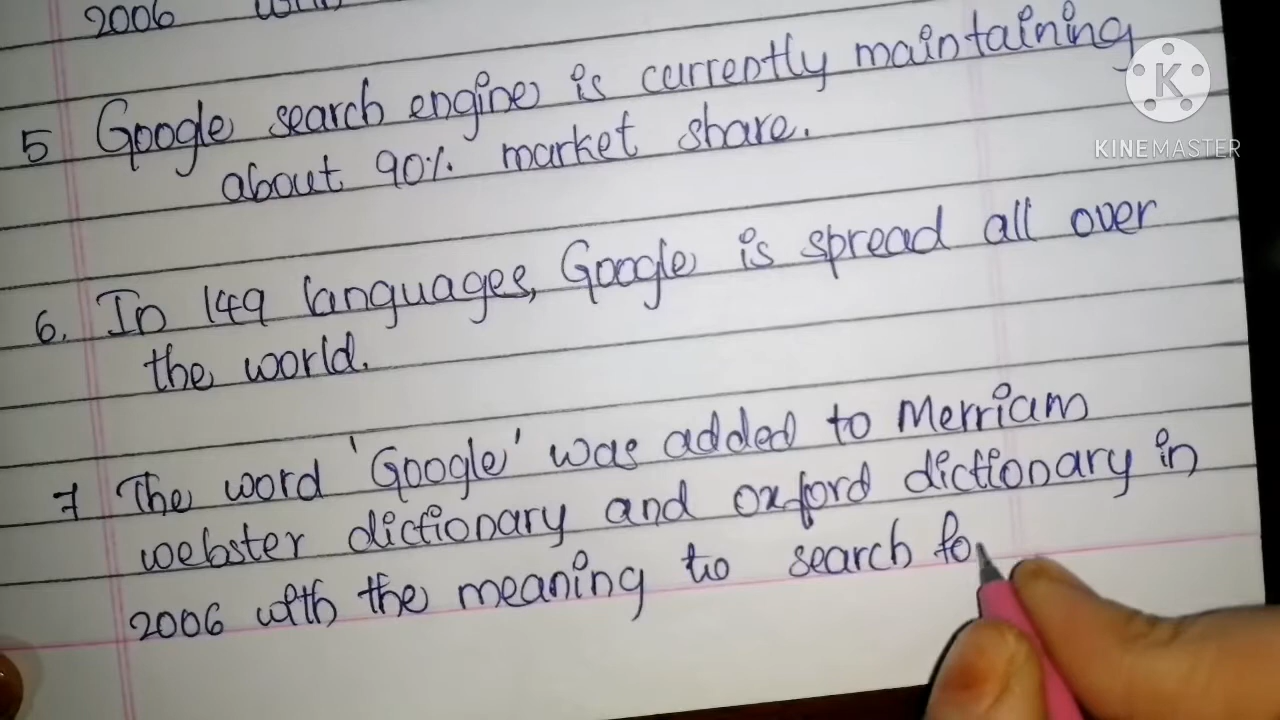 2006
5 Google search engine is currently maintaining
about 90% market share.
6. In 149 languages, Google is spread all over
the world.
7 The word 'Google' was added to Merriam
webster dictionary and oxford dictionary in
2006 with the meaning to search fo
K
KINEMASTER